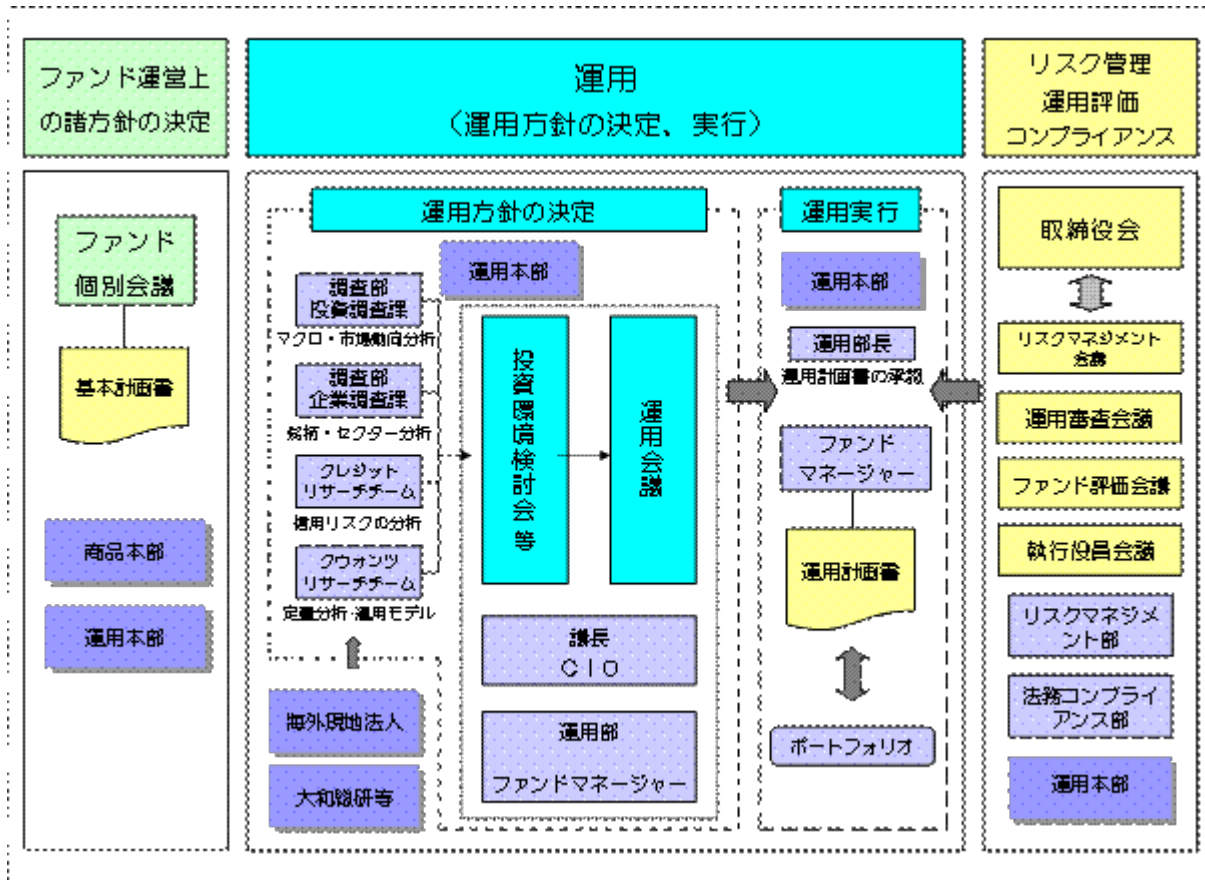 ファンド運営上
の諸方針の決定
運用
（運用方針の決定、実行）
リスク管理
運用評価
コンプライアンス
ファンド
個別会議
基本計画書
商品本部
運用本部
運用方針の決定
運用本部
調査部
投資調査課
マクロ・市場動向分析
調査部
企業調査課
銘柄・セクター分析
クレジット
リサーチチーム
信用リスクの分析
クウォンツ
リサーチチーム
定量分析・運用モデル
海外現地法人
大和総研等
投資環境検討会等
運用会議
議長
ＣＩＯ
運用部
ファンドマネージャー
運用実行
運用本部
運用部長
運用計画書の承認
ファンド
マネージャー
運用計画書
ポートフォリオ
取締役会
リスクマネジメント
会議
運用審査会議
ファンド評価会議
執行役員会議
リスクマネジメ
ント部
法務コンプライ
アンス部
運用本部